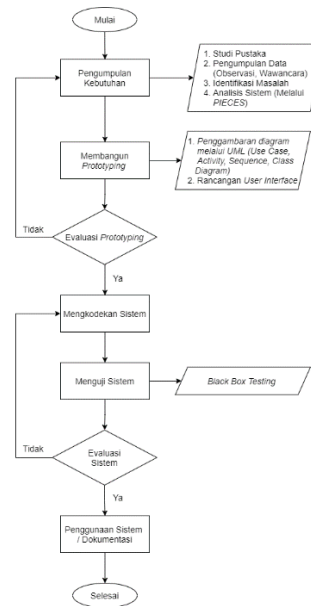 Mulai
Pengumpulan
Kebutuhan
1. Studi Pustaka
2. Pengumpulan Data
(Observasi, Wawancara)
3. Identifikasi Masalah
4. Analisis Sistem (Melalui
PIECES)
Membangun
Prototyping
1. Penggambaran diagram
melalui UML (Use Case,
Activity, Sequence, Class
Diagram)
2. Rancangan User Interface
Tidak
Evaluasi Prototyping
Ya
Mengkodekan Sistem
Menguji Sistem
Black Box Testing
Tidak
Evaluasi
Sistem
Ya
Penggunaan Sistem
/ Dokumentasi
Selesai